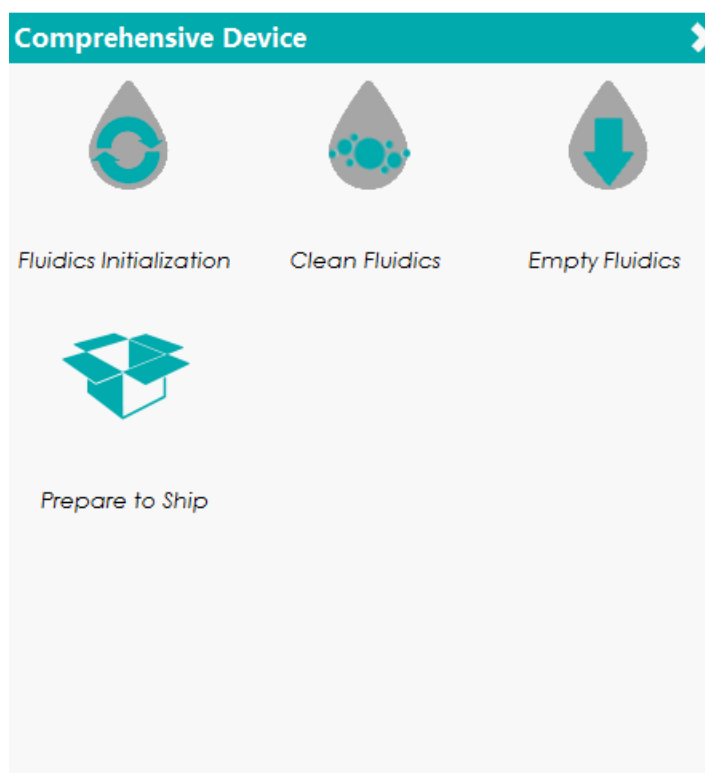 Comprehensive Device
Fluidics Initialization
Clean Fluidics
Empty Fluidics
Prepare to Ship